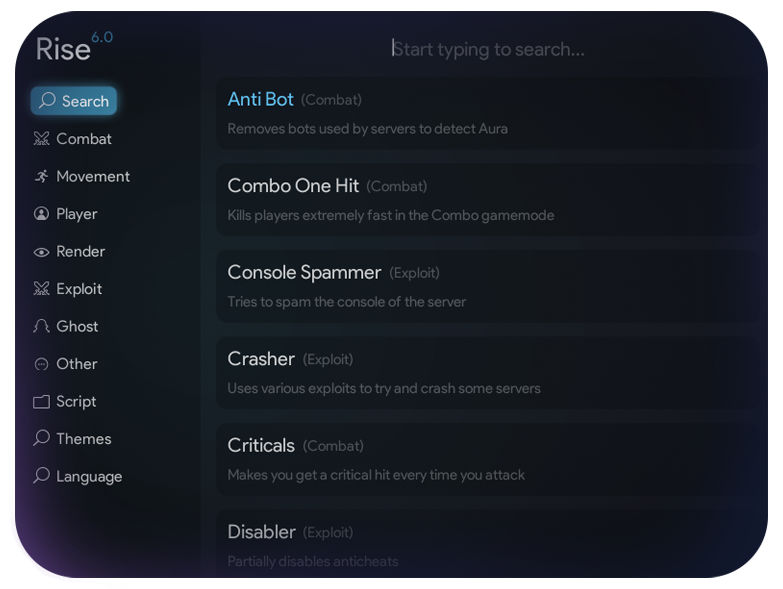 Rise 6.0
Start typing to search...
Search
Combat
Movement
Player
Render
Exploit
Ghost
Other
Script
Themes
Language
Anti Bot (Combat)
Removes bots used by servers to detect Aura
Combo One Hit (Combat)
Kills players extremely fast in the Combo gamemode
Console Spammer (Exploit)
Tries to spam the console of the server
Crasher (Exploit)
Uses various exploits to try and crash some servers
Criticals (Combat)
Makes you get a critical hit every time you attack
Disabler (Exploit)
Partially disables anticheats